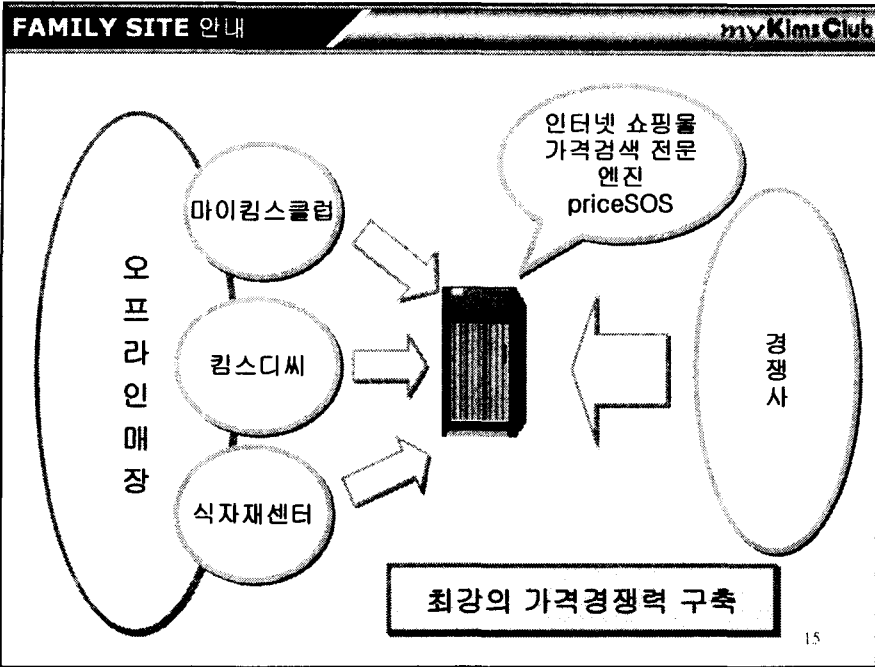 FAMILY SITE 안내
myKimsClub
인터넷 쇼핑몰
가격검색 전문
엔진
priceSOS
마이킴스클럽
오프라인매장
킴스디씨
경쟁사
식자재센터
최강의 가격경쟁력 구축
15